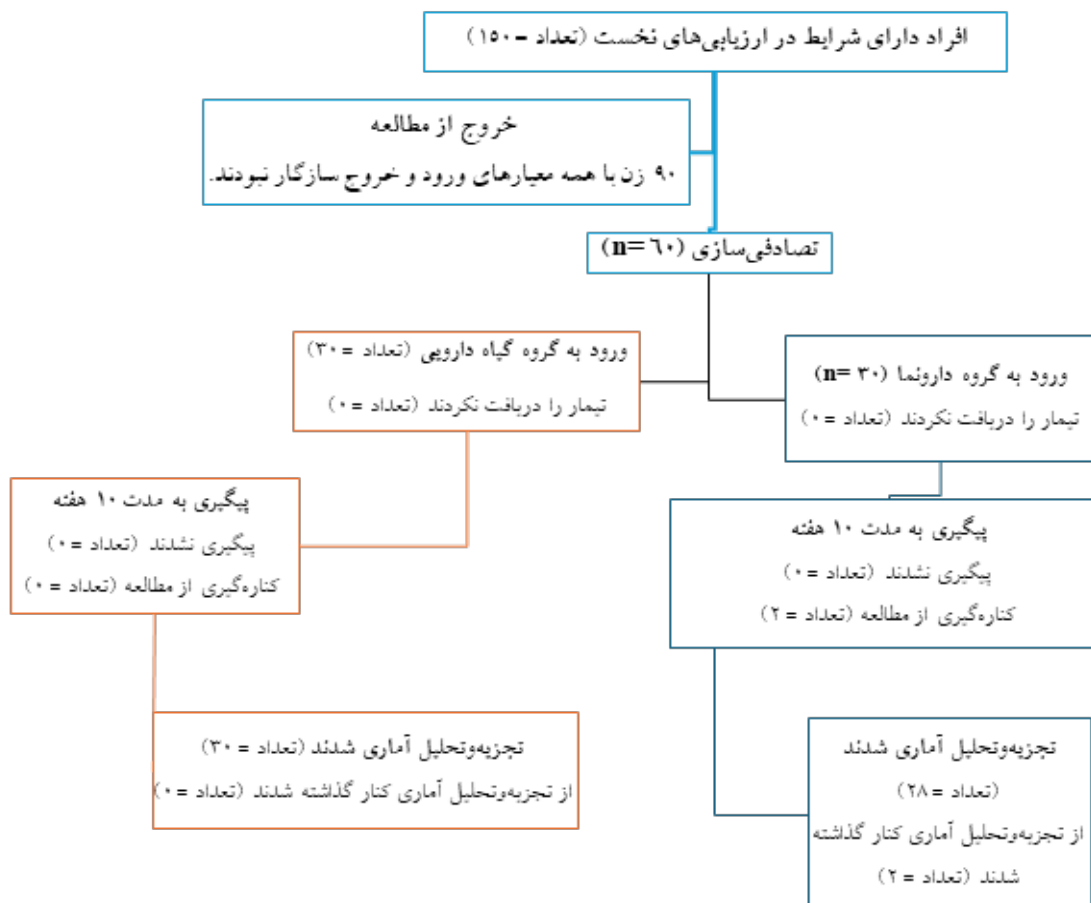 افراد دارای شرایط در ارزیابی‌های نخست (تعداد =۱۵۰)
خروج از مطالعه
۹۰ زن با همه معیارهای ورود و خروج سازگار نبودند.
تصادفی‌سازی (n= ٦٠)
ورود به گروه دارونما (n= ۳۰)
تیمار را دریافت نکردند (تعداد =۰)
ورود به گروه گیاه دارویی (تعداد =۳۰)
تیمار را دریافت نکردند (تعداد =۰)
پیگیری به مدت ۱۰ هفته
پیگیری نشدند (تعداد =۰)
کناره‌گیری از مطالعه (تعداد =۲)
پیگیری به مدت ۱۰ هفته
پیگیری نشدند (تعداد =۰)
کناره‌گیری از مطالعه (تعداد =۰)
تجزیه‌وتحلیل آماری شدند
(تعداد =۲۸)
از تجزیه‌وتحلیل آماری کنار گذاشته
شدند (تعداد =۲)
تجزیه‌وتحلیل آماری شدند (تعداد =۳۰)
از تجزیه‌وتحلیل آماری کنار گذاشته شدند (تعداد =۰)